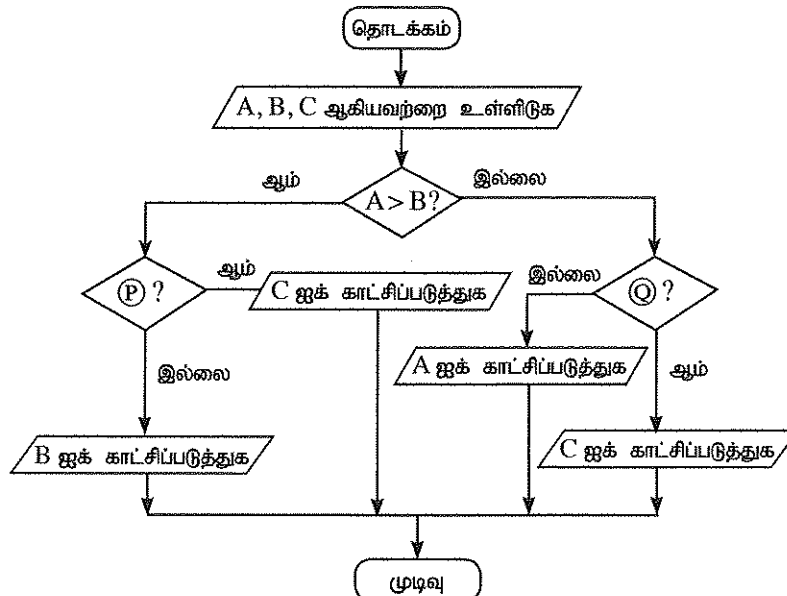 தொடக்கம்
A, B, C ஆகியவற்றை உள்ளிடுக
ஆம்
A > B?
இல்லை
P ?
ஆம்
C ஐக் காட்சிப்படுத்துக
இல்லை
Q ?
இல்லை
A ஐக் காட்சிப்படுத்துக
ஆம்
B ஐக் காட்சிப்படுத்துக
C ஐக் காட்சிப்படுத்துக
முடிவு